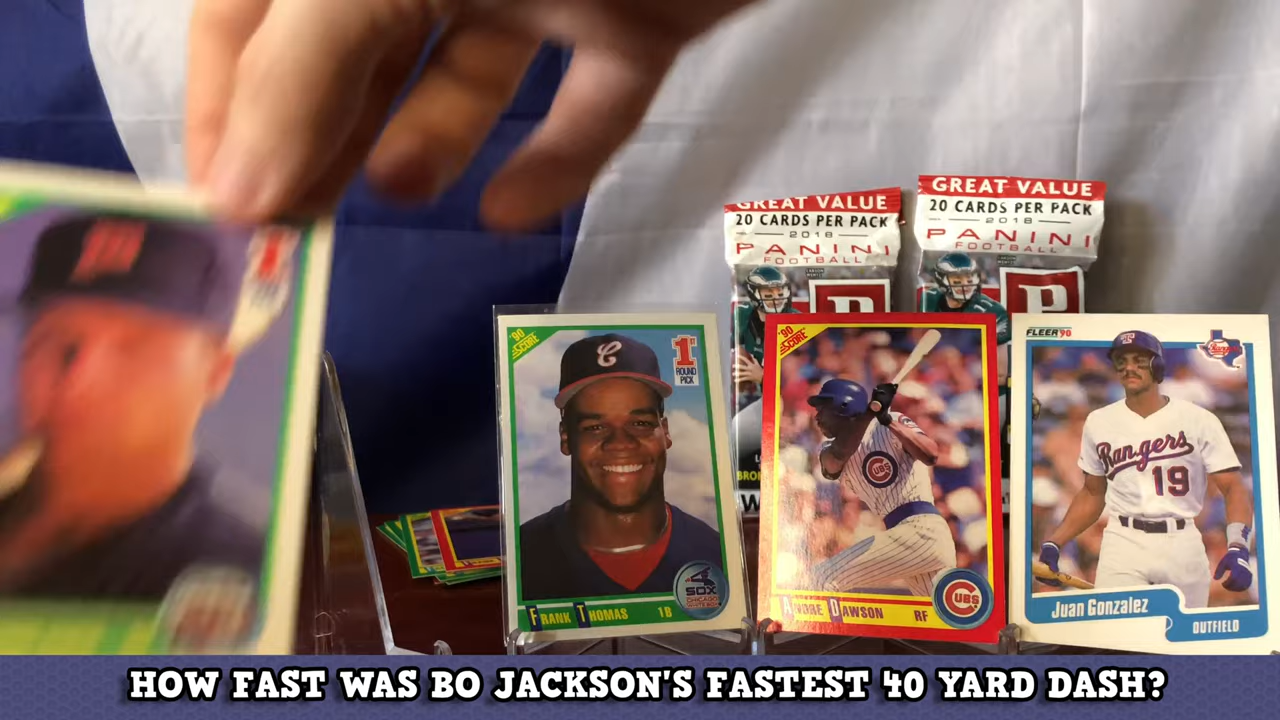 GREAT VALUE
20 CARDS PER PACK
2018
PANINI
FOOTBALL
GREAT VALUE
20 CARDS PER PACK
2018
PANINI
FOOTBALL
'90 SCORE
C
1ST
ROUND
PICK
FRANK THOMAS 1B
SOX
'90 SCORE
CUBS
ANDRE DAWSON RF
CUBS
FLEER 90
T
Rangers
19
Juan Gonzalez
OUTFIELD
HOW FAST WAS BO JACKSON'S FASTEST 40 YARD DASH?